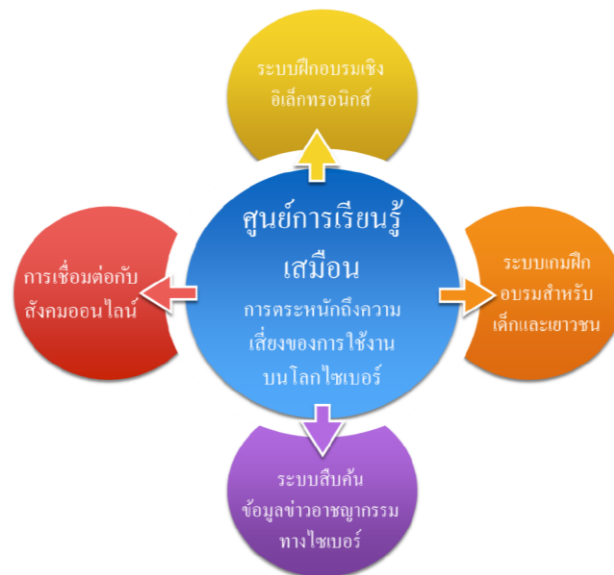 ระบบฝึกอบรมเชิง
อิเล็กทรอนิกส์
ศูนย์การเรียนรู้
เสมือน
การตระหนักถึงความ
เสี่ยงของการใช้งาน
บนโลกไซเบอร์
การเชื่อมต่อกับ
สังคมออนไลน์
ระบบเกมฝึก
อบรมสำหรับ
เด็กและเยาวชน
ระบบสืบค้น
ข้อมูลข่าวอาชญากรรม
ทางไซเบอร์